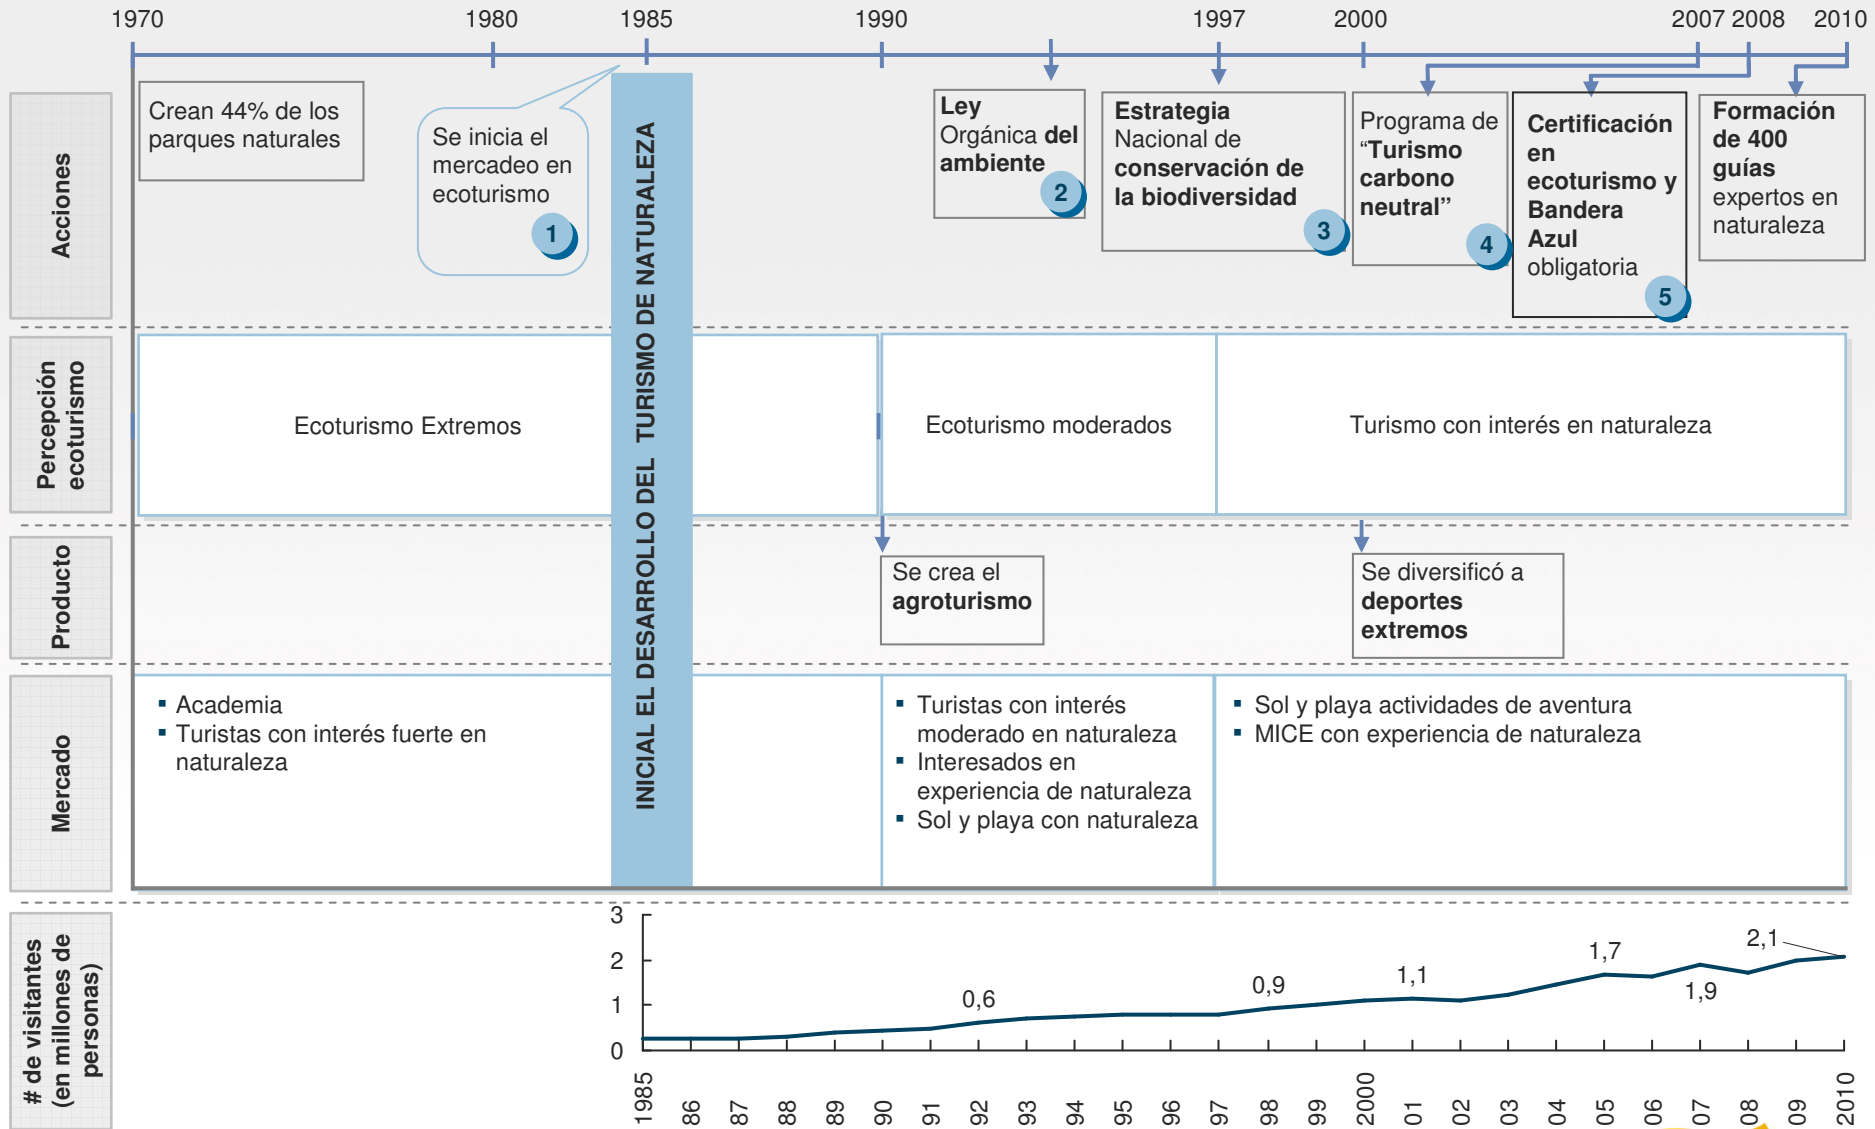 1970 1980 1985 1990 1997 2000 2007 2008 2010
Acciones
Crean 44% de los
parques naturales
Se inicia el
mercadeo en
ecoturismo
1
INICIAL EL DESARROLLO DEL TURISMO DE NATURALEZA
Ley
Orgánica del
ambiente
2
Estrategia
Nacional de
conservación de
la biodiversidad
3
Programa de
“Turismo
carbono
neutral”
4
Certificación
en
ecoturismo y
Bandera
Azul
obligatoria
5
Formación
de 400
guías
expertos en
naturaleza
Percepción
ecoturismo
Ecoturismo Extremos
Ecoturismo moderados
Turismo con interés en naturaleza
Producto
Se crea el
agroturismo
Se diversificó a
deportes
extremos
Mercado
▪ Academia
▪ Turistas con interés fuerte en
naturaleza
▪ Turistas con interés
moderado en naturaleza
▪ Interesados en
experiencia de naturaleza
▪ Sol y playa con naturaleza
▪ Sol y playa actividades de aventura
▪ MICE con experiencia de naturaleza
# de visitantes
(en millones de
personas)
3
2
1
0
0,6
0,9
1,1
1,7
1,9
2,1
1985 86 87 88 89 90 91 92 93 94 95 96 97 98 99 2000 01 02 03 04 05 06 07 08 09 2010